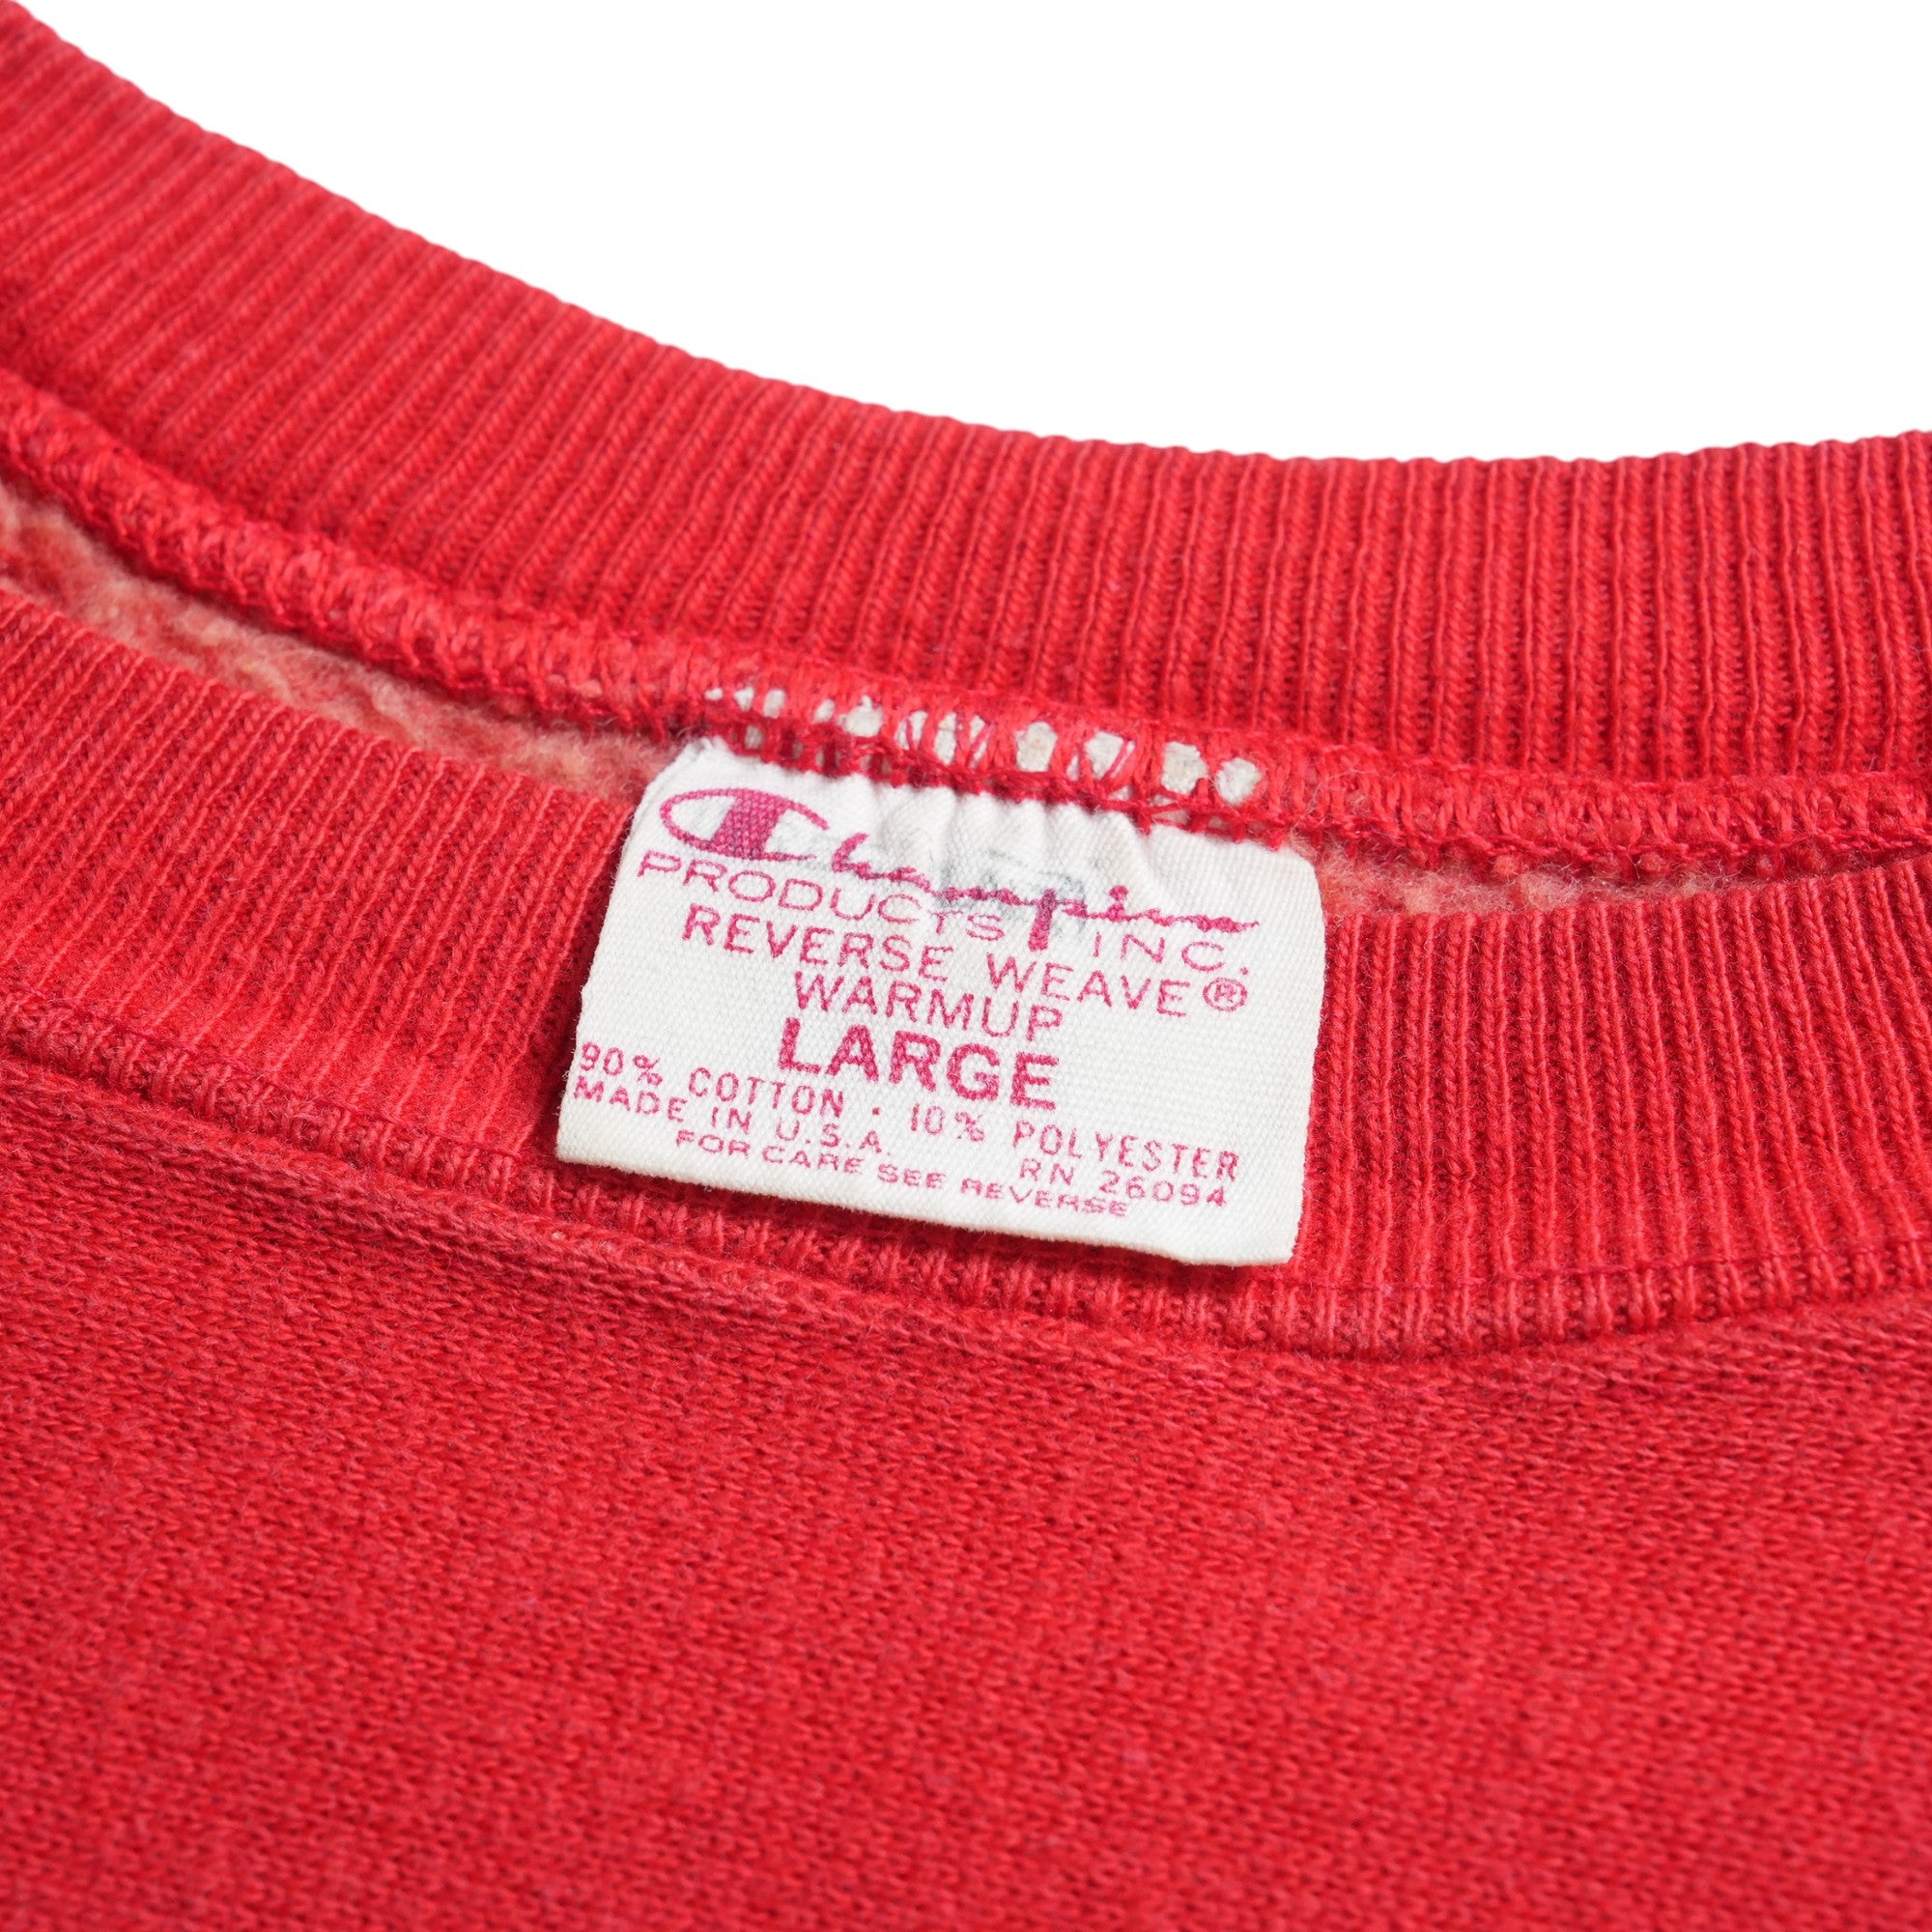 Champion
PRODUCTS INC.
REVERSE WEAVE®
WARMUP
LARGE
90% COTTON · 10% POLYESTER
MADE IN U.S.A. RN 26094
FOR CARE SEE REVERSE